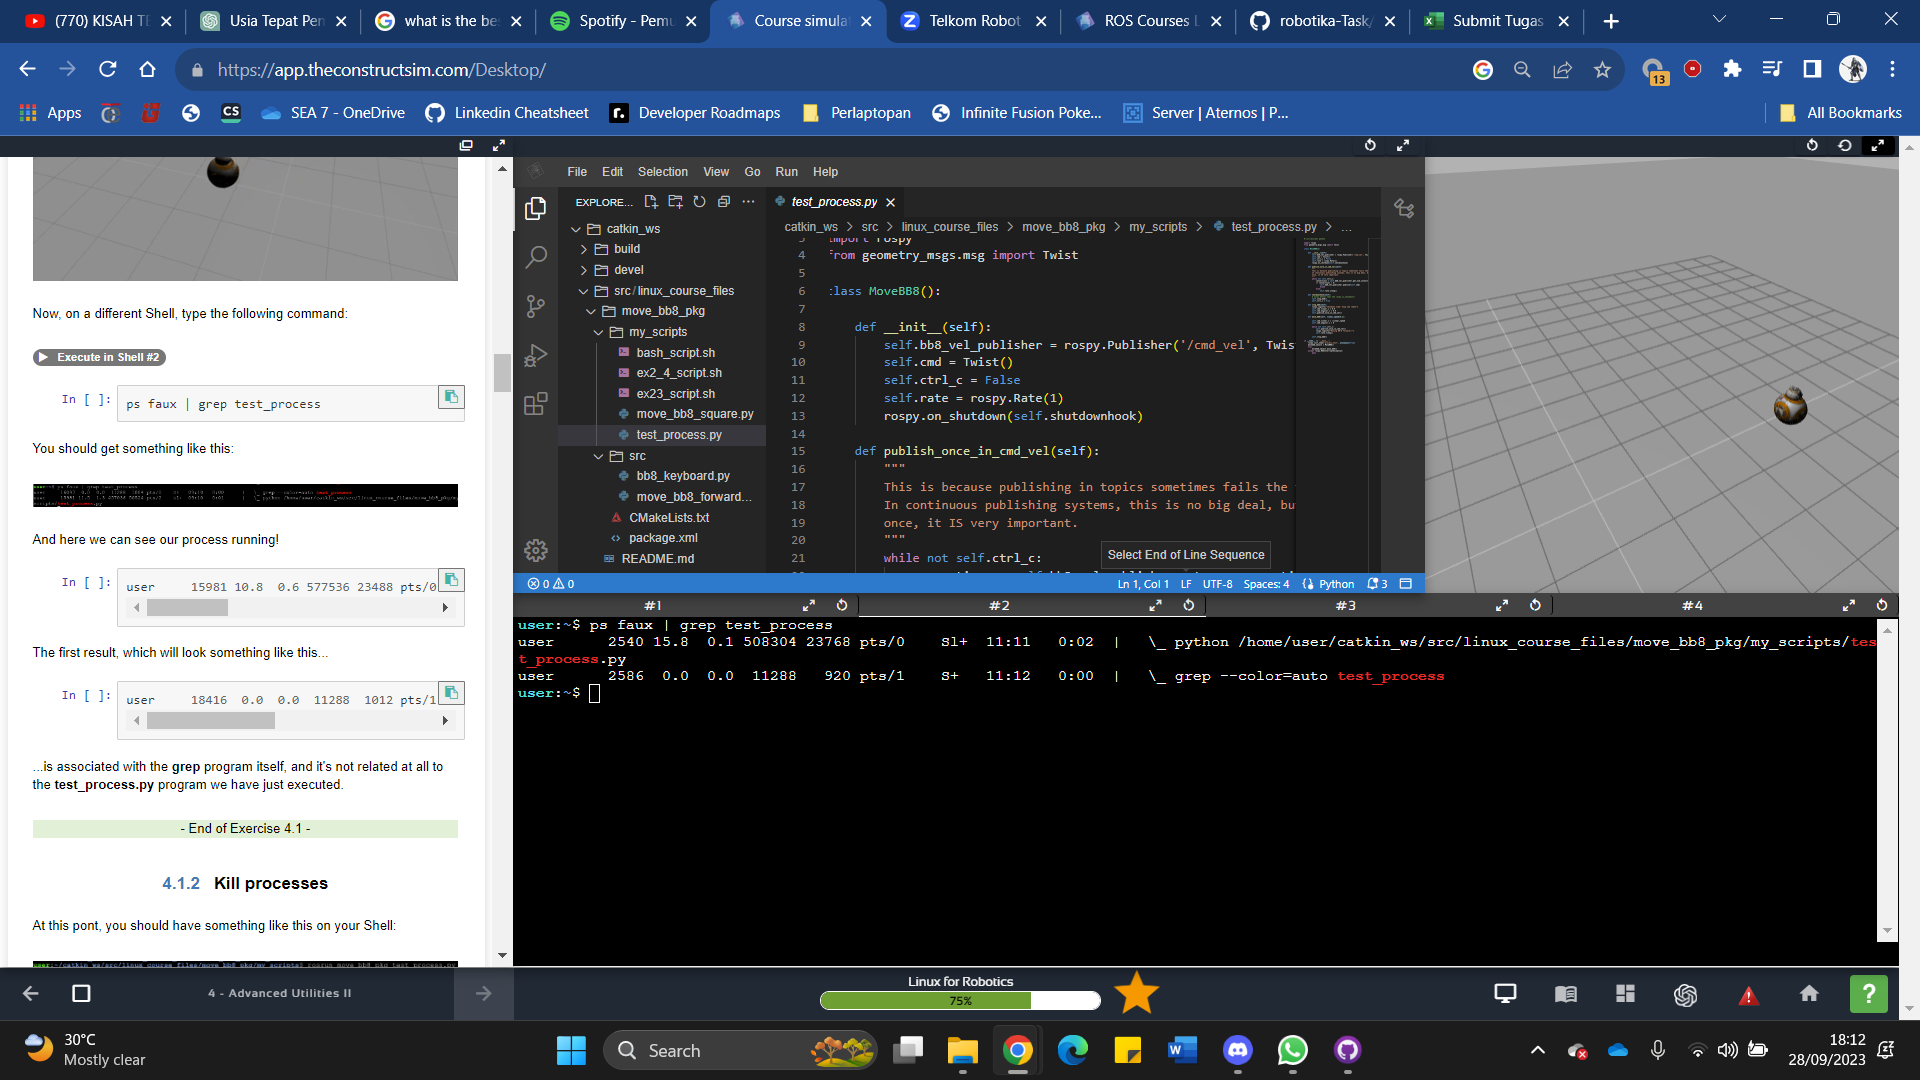 (770) KISAH TE
Usia Tepat Pen
what is the bes
Spotify - Pemu
Course simulat
Telkom Robot
ROS Courses L
robotika-Task/
Submit Tugas
https://app.theconstructsim.com/Desktop/
13
Apps
CS
SEA 7 - OneDrive
Linkedin Cheatsheet
Developer Roadmaps
Perlaptopan
Infinite Fusion Poke...
Server | Aternos | P...
All Bookmarks
Now, on a different Shell, type the following command:
Execute in Shell #2
In [ ]: ps faux | grep test_process
You should get something like this:
And here we can see our process running!
In [ ]: user 15981 10.8 0.6 577536 23488 pts/0
The first result, which will look something like this...
In [ ]: user 18416 0.0 0.0 11288 1012 pts/1
...is associated with the grep program itself, and it's not related at all to
the test_process.py program we have just executed.
- End of Exercise 4.1 -
4.1.2 Kill processes
At this pont, you should have something like this on your Shell:
File Edit Selection View Go Run Help
EXPLORE...
catkin_ws
build
devel
src/linux_course_files
move_bb8_pkg
my_scripts
bash_script.sh
ex2_4_script.sh
ex23_script.sh
move_bb8_square.py
test_process.py
src
bb8_keyboard.py
move_bb8_forward...
CMakeLists.txt
package.xml
README.md
test_process.py
catkin_ws > src > linux_course_files > move_bb8_pkg > my_scripts > test_process.py > ...
3 import rospy
4 from geometry_msgs.msg import Twist
5
6 class MoveBB8():
7
8 def __init__(self):
9 self.bb8_vel_publisher = rospy.Publisher('/cmd_vel', Twis
10 self.cmd = Twist()
11 self.ctrl_c = False
12 self.rate = rospy.Rate(1)
13 rospy.on_shutdown(self.shutdownhook)
14
15 def publish_once_in_cmd_vel(self):
16 """
17 This is because publishing in topics sometimes fails the
18 In continuous publishing systems, this is no big deal, bu
19 once, it IS very important.
20 """
21 while not self.ctrl_c:
Select End of Line Sequence
0 0 Ln 1, Col 1 LF UTF-8 Spaces: 4 Python 3
#1 #2 #3 #4
user:~$ ps faux | grep test_process
user 2540 15.8 0.1 508304 23768 pts/0 Sl+ 11:11 0:02 | \_ python /home/user/catkin_ws/src/linux_course_files/move_bb8_pkg/my_scripts/tes
t_process.py
user 2586 0.0 0.0 11288 920 pts/1 S+ 11:12 0:00 | \_ grep --color=auto test_process
user:~$
4 - Advanced Utilities II
Linux for Robotics
75%
?
30°C
Mostly clear
Search
18:12
28/09/2023